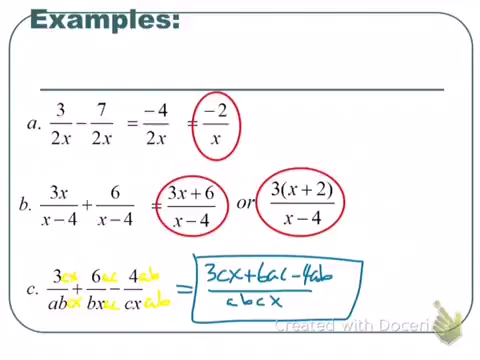 Examples:
a. 3/2x − 7/2x = −4/2x = −2/x
b. 3x/(x−4) + 6/(x−4) = (3x+6)/(x−4) or 3(x+2)/(x−4)
c. 3cx/abcx + 6ac/bxac − 4ab/cxab = (3cx+6ac−4ab)/abcx
Created with Doceri